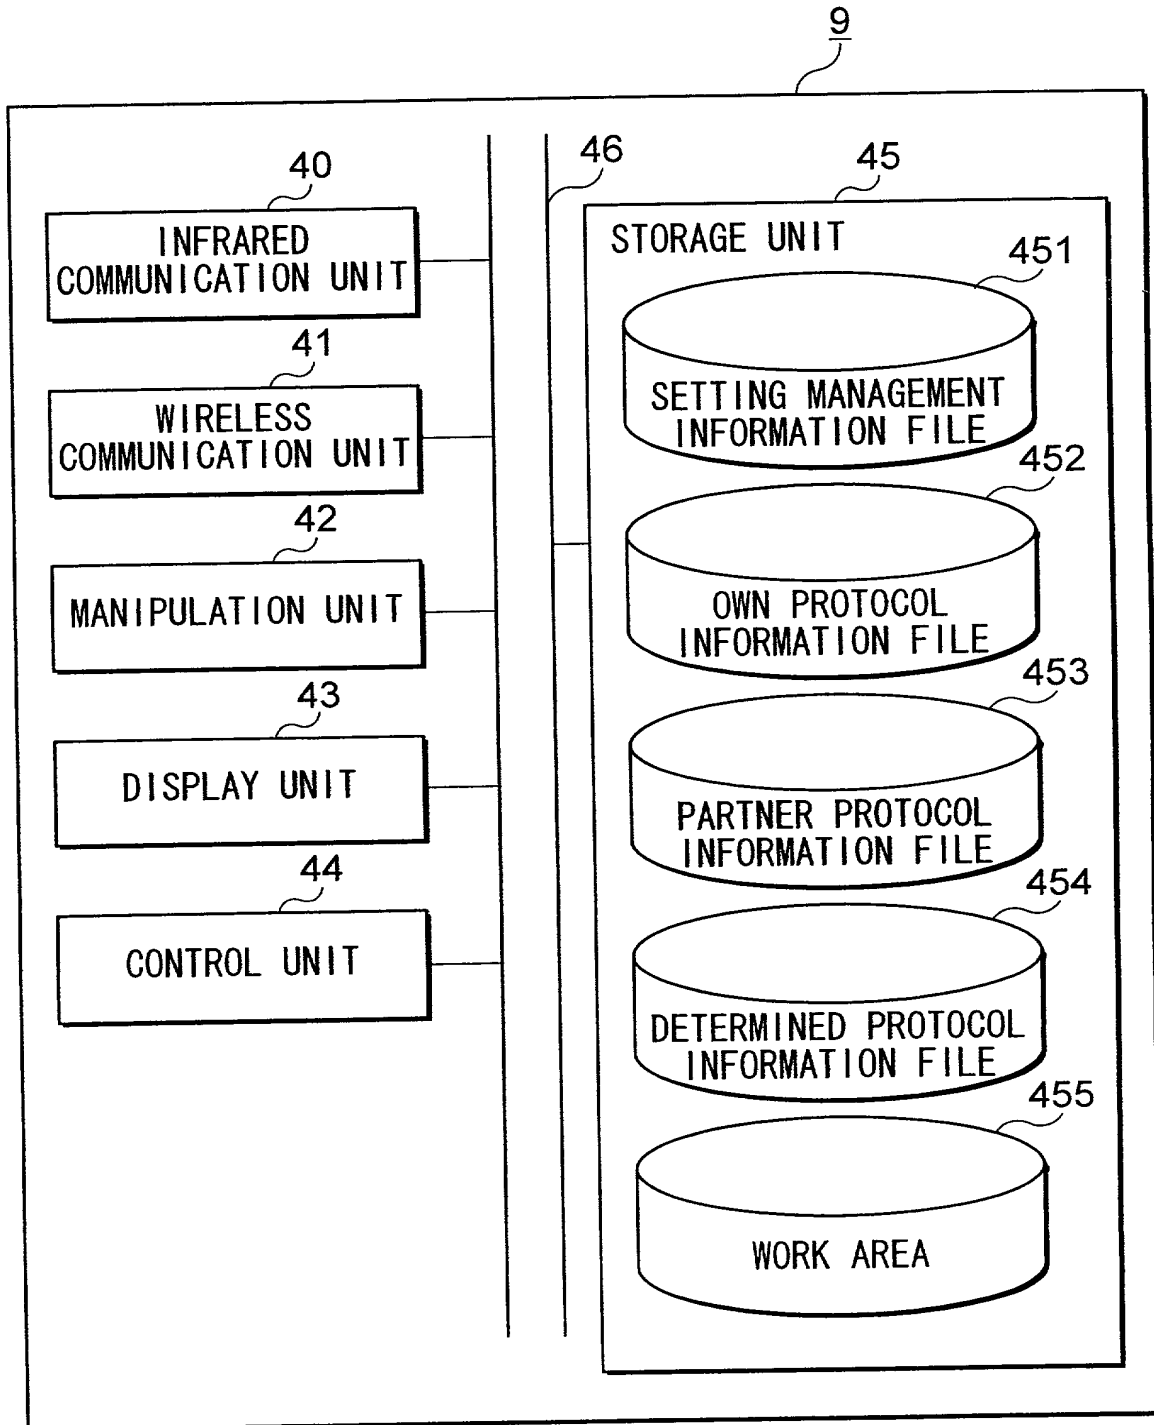 9
46
45
40
INFRARED
COMMUNICATION UNIT
41
WIRELESS
COMMUNICATION UNIT
42
MANIPULATION UNIT
43
DISPLAY UNIT
44
CONTROL UNIT
STORAGE UNIT
451
SETTING MANAGEMENT
INFORMATION FILE
452
OWN PROTOCOL
INFORMATION FILE
453
PARTNER PROTOCOL
INFORMATION FILE
454
DETERMINED PROTOCOL
INFORMATION FILE
455
WORK AREA